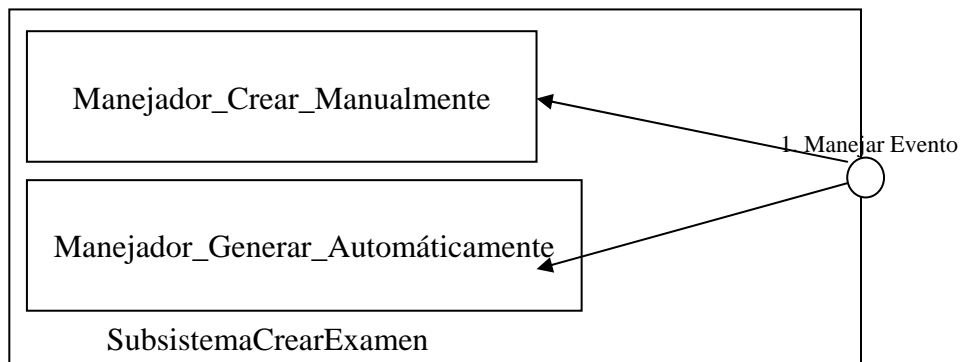 Manejador_Crear_Manualmente
1. Manejar Evento
Manejador_Generar_Automáticamente
SubsistemaCrearExamen